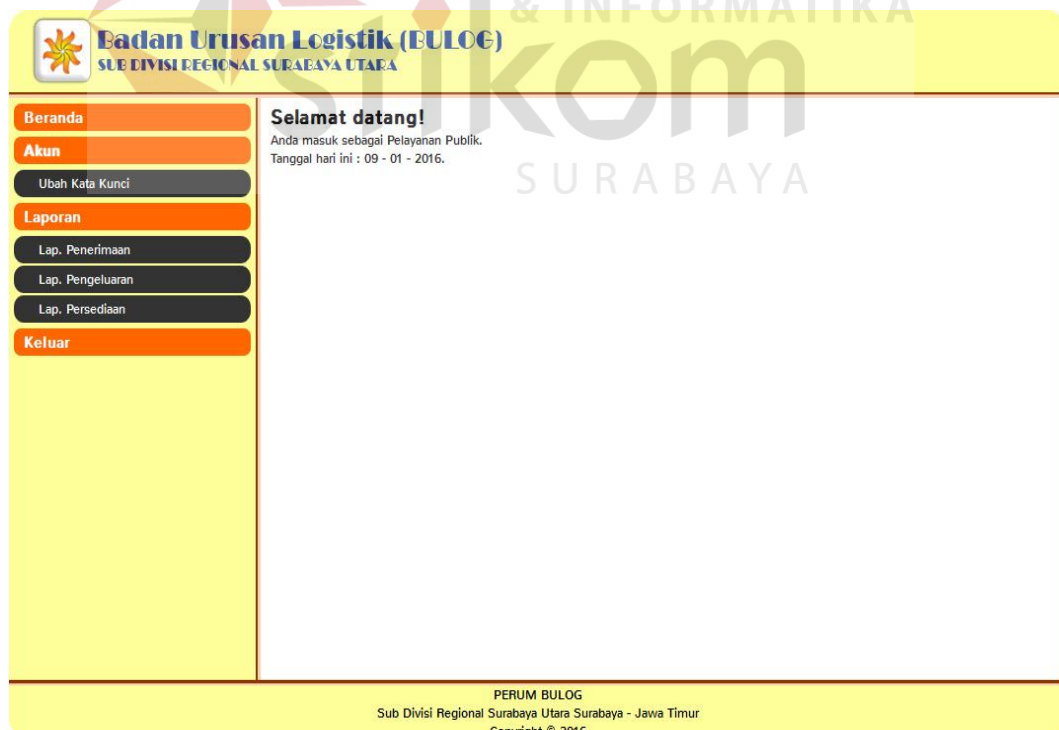 & INFORMATIKA
Badan Urusan Logistik (BULOG)
SUB DIVISI REGIONAL SURABAYA UTARA
stikom
SURABAYA
Beranda
Akun
Ubah Kata Kunci
Laporan
Lap. Penerimaan
Lap. Pengeluaran
Lap. Persediaan
Keluar
Selamat datang!
Anda masuk sebagai Pelayanan Publik.
Tanggal hari ini : 09 - 01 - 2016.
PERUM BULOG
Sub Divisi Regional Surabaya Utara Surabaya - Jawa Timur
Copyright © 2016